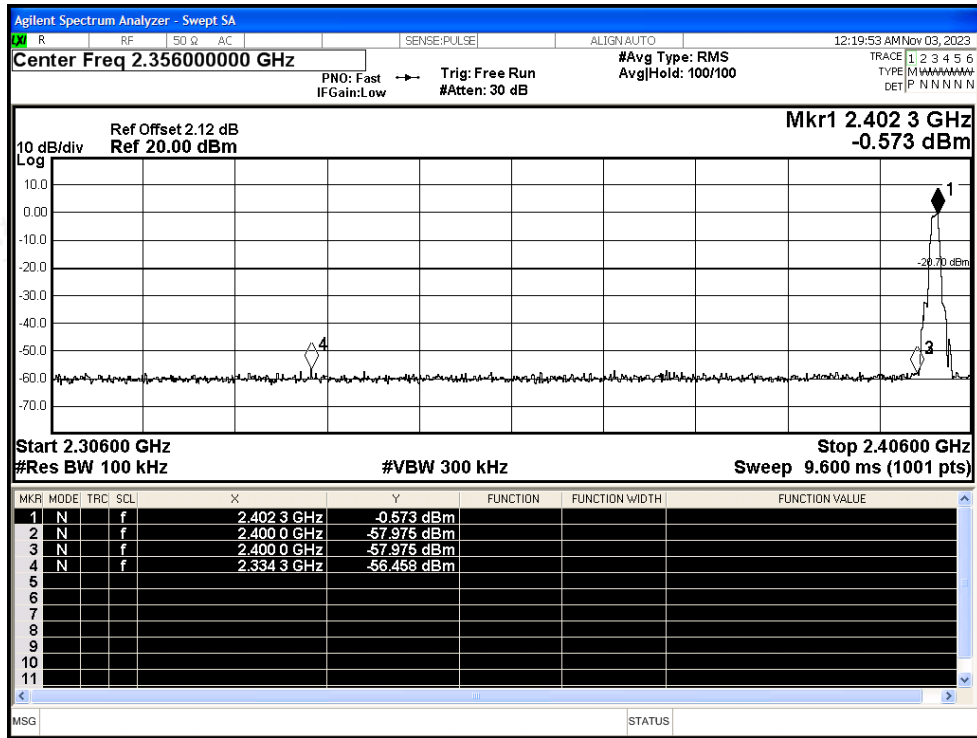 Agilent Spectrum Analyzer - Swept SA
LXI R RF 50 Ω AC SENSE:PULSE ALIGN AUTO 12:19:53 AM Nov 03, 2023
Center Freq 2.356000000 GHz #Avg Type: RMS TRACE 1 2 3 4 5 6
PNO: Fast Trig: Free Run Avg|Hold: 100/100 TYPE M
IFGain:Low #Atten: 30 dB DET P N N N N N
Mkr1 2.402 3 GHz
Ref Offset 2.12 dB
10 dB/div Ref 20.00 dBm -0.573 dBm
Log
10.0
1
0.00
-10.0
-20.0
-20.70 dBm
-30.0
-40.0
-50.0
4
3
-60.0
-70.0
Start 2.30600 GHz Stop 2.40600 GHz
#Res BW 100 kHz #VBW 300 kHz Sweep 9.600 ms (1001 pts)
MKR MODE TRC SCL X Y FUNCTION FUNCTION WIDTH FUNCTION VALUE
1 N f 2.402 3 GHz -0.573 dBm
2 N f 2.400 0 GHz -57.975 dBm
3 N f 2.400 0 GHz -57.975 dBm
4 N f 2.334 3 GHz -56.458 dBm
5
6
7
8
9
10
11
MSG STATUS